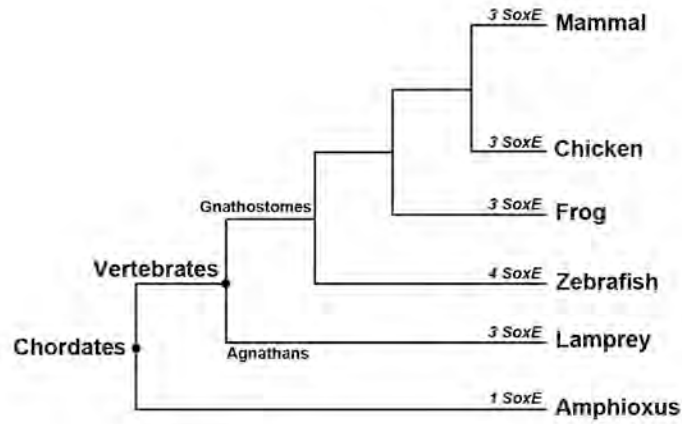 3 SoxE Mammal
3 SoxE Chicken
Gnathostomes
3 SoxE Frog
Vertebrates
4 SoxE Zebrafish
Chordates
Agnathans
3 SoxE Lamprey
1 SoxE Amphioxus